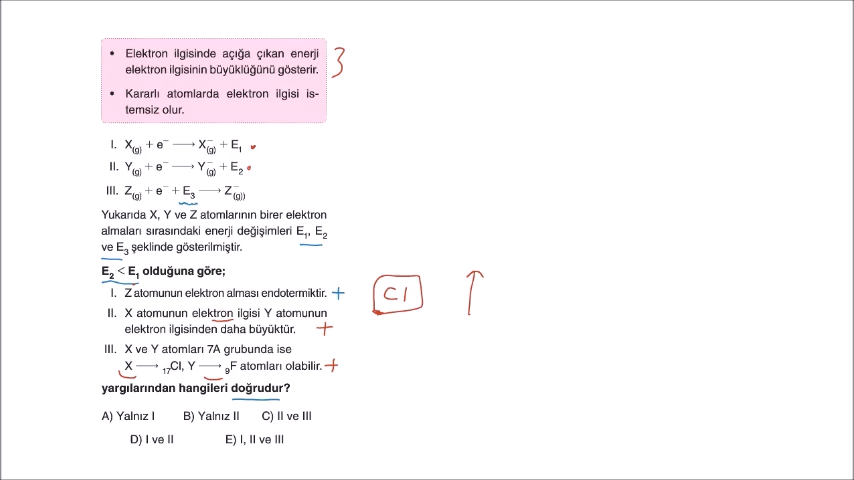 • Elektron ilgisinde açığa çıkan enerji
elektron ilgisinin büyüklüğünü gösterir.
• Kararlı atomlarda elektron ilgisi is-
temsiz olur.
3
I. X(g) + e⁻ ⟶ X⁻(g) + E₁
II. Y(g) + e⁻ ⟶ Y⁻(g) + E₂
III. Z(g) + e⁻ + E₃ ⟶ Z⁻(g))
Yukarıda X, Y ve Z atomlarının birer elektron
almaları sırasındaki enerji değişimleri E₁, E₂
ve E₃ şeklinde gösterilmiştir.
E₂ < E₁ olduğuna göre;
I. Z atomunun elektron alması endotermiktir. +
II. X atomunun elektron ilgisi Y atomunun
elektron ilgisinden daha büyüktür. +
III. X ve Y atomları 7A grubunda ise
X ⟶ ₁₇Cl, Y ⟶ ₉F atomları olabilir. +
yargılarından hangileri doğrudur?
A) Yalnız I B) Yalnız II C) II ve III
D) I ve II E) I, II ve III
Cl ↑